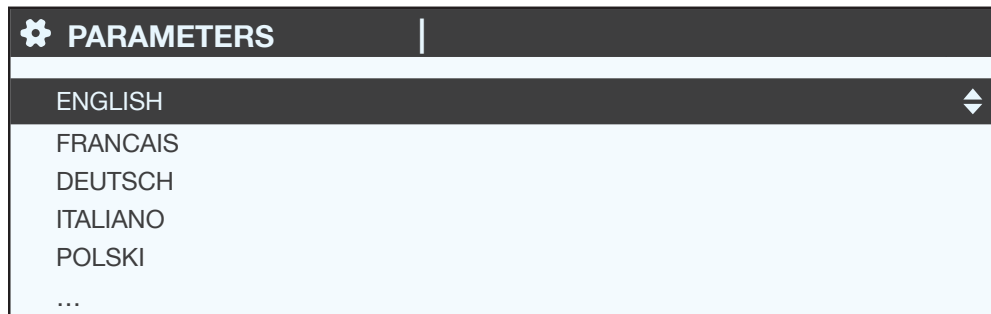 PARAMETERS
ENGLISH
FRANCAIS
DEUTSCH
ITALIANO
POLSKI
…